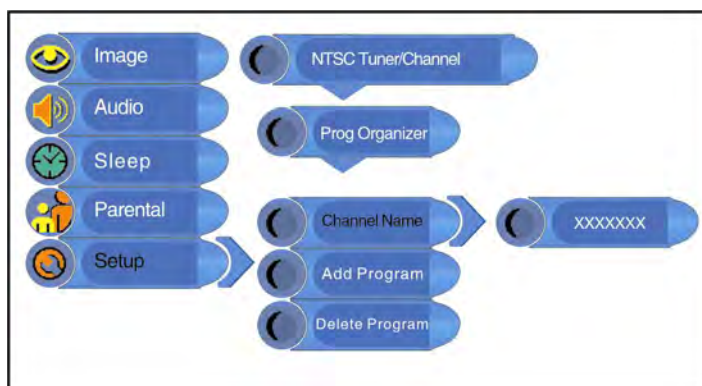 Image
Audio
Sleep
Parental
Setup
NTSC Tuner/Channel
Prog Organizer
Channel Name
Add Program
Delete Program
XXXXXXX